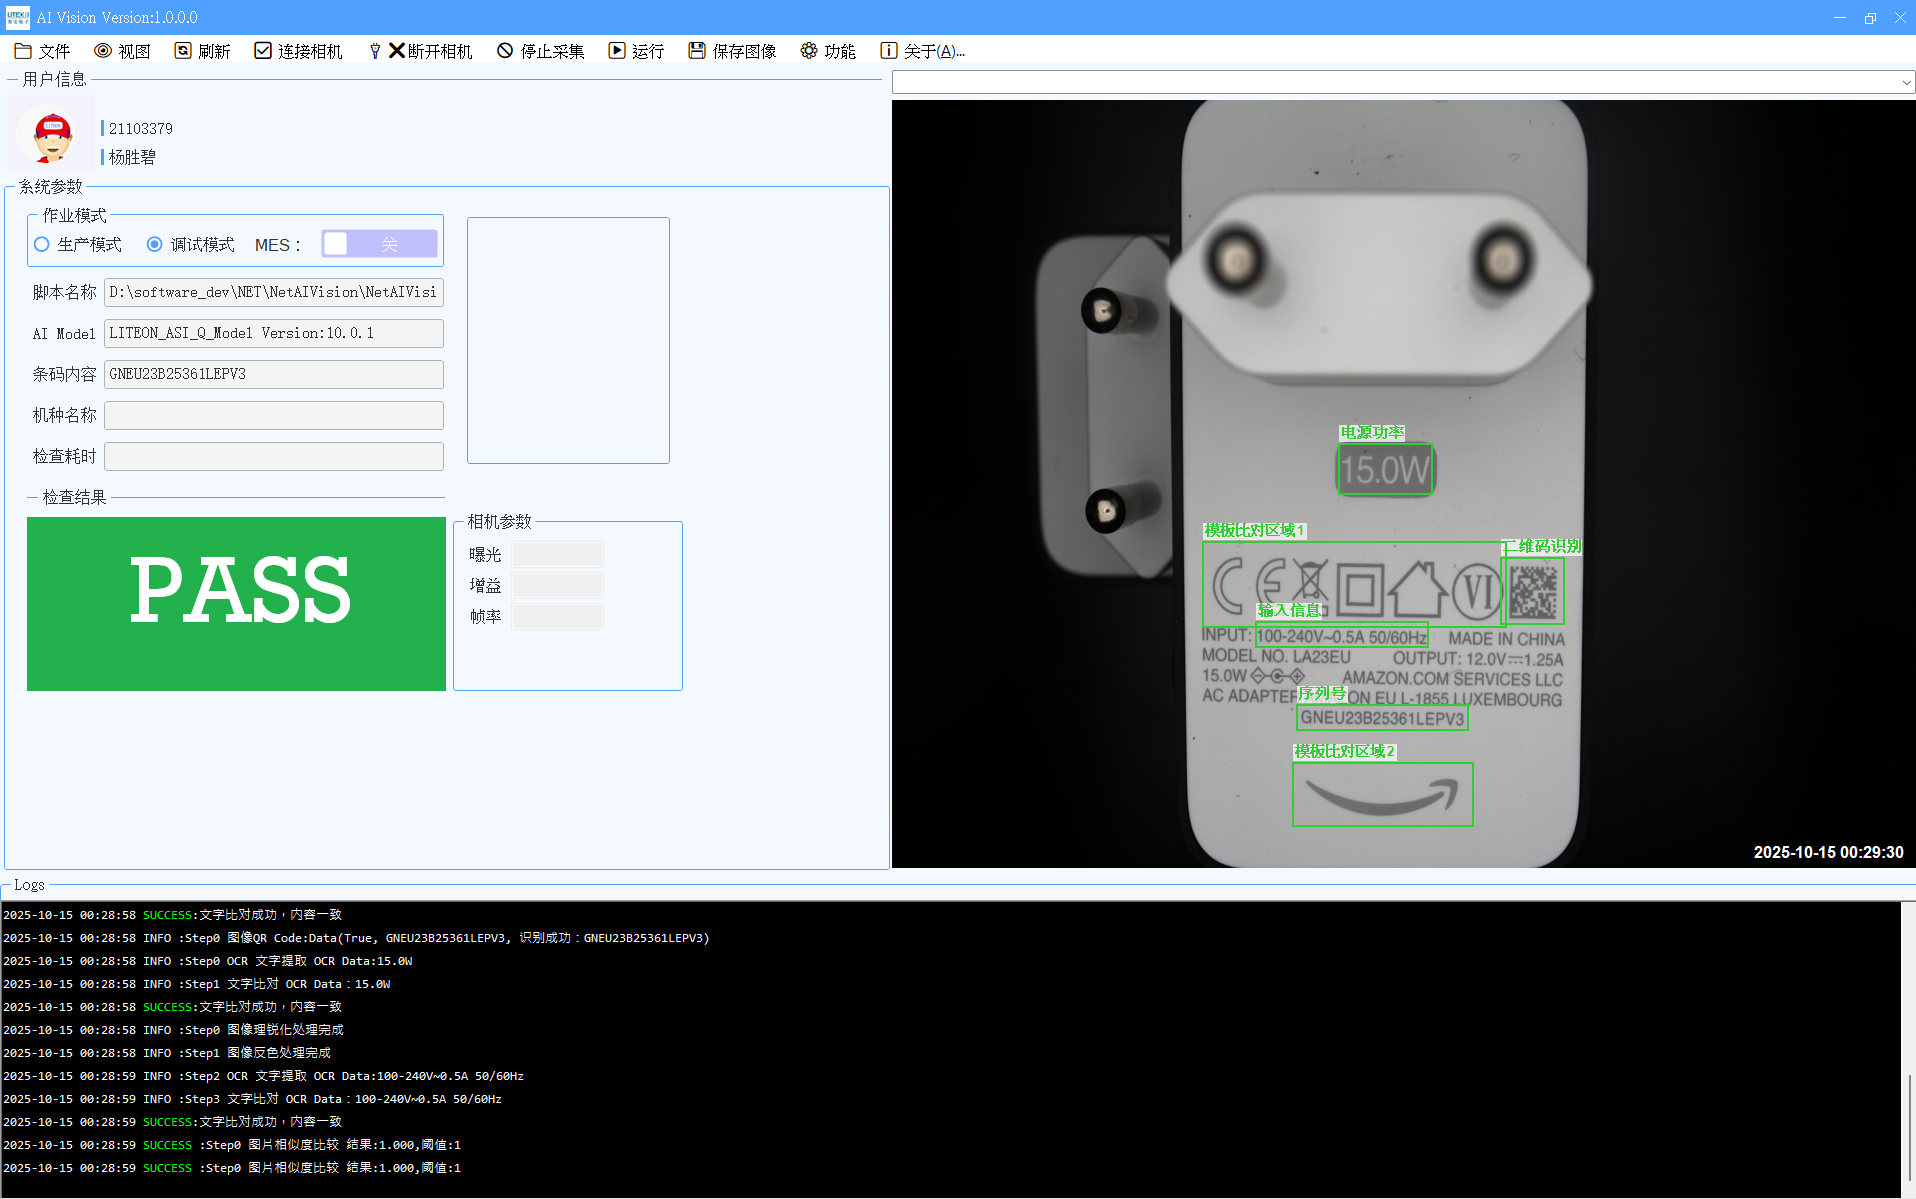 AI Vision Version:1.0.0.0
文件 视图 刷新 连接相机 断开相机 停止采集 运行 保存图像 功能 关于(A)...
用户信息
21103379
杨胜碧
系统参数
作业模式
生产模式 调试模式 MES： 关
脚本名称 D:\software_dev\NET\NetAIVision\NetAIVisi
AI Model LITEON_ASI_Q_Model Version:10.0.1
条码内容 GNEU23B25361LEPV3
机种名称
检查耗时
检查结果
PASS
相机参数
曝光
增益
帧率
电源功率
15.0W
模板比对区域1
二维码识别
CE VI
输入信息
INPUT: 100-240V~0.5A 50/60Hz MADE IN CHINA
MODEL NO. LA23EU OUTPUT: 12.0V⎓1.25A
15.0W AMAZON.COM SERVICES LLC
AC ADAPTER ON EU L-1855 LUXEMBOURG
序列号
GNEU23B25361LEPV3
模板比对区域2
2025-10-15 00:29:30
Logs
2025-10-15 00:28:58 SUCCESS:文字比对成功，内容一致
2025-10-15 00:28:58 INFO :Step0 图像QR Code:Data(True, GNEU23B25361LEPV3, 识别成功：GNEU23B25361LEPV3)
2025-10-15 00:28:58 INFO :Step0 OCR 文字提取 OCR Data:15.0W
2025-10-15 00:28:58 INFO :Step1 文字比对 OCR Data：15.0W
2025-10-15 00:28:58 SUCCESS:文字比对成功，内容一致
2025-10-15 00:28:58 INFO :Step0 图像理锐化处理完成
2025-10-15 00:28:58 INFO :Step1 图像反色处理完成
2025-10-15 00:28:59 INFO :Step2 OCR 文字提取 OCR Data:100-240V~0.5A 50/60Hz
2025-10-15 00:28:59 INFO :Step3 文字比对 OCR Data：100-240V~0.5A 50/60Hz
2025-10-15 00:28:59 SUCCESS:文字比对成功，内容一致
2025-10-15 00:28:59 SUCCESS :Step0 图片相似度比较 结果:1.000,阈值:1
2025-10-15 00:28:59 SUCCESS :Step0 图片相似度比较 结果:1.000,阈值:1